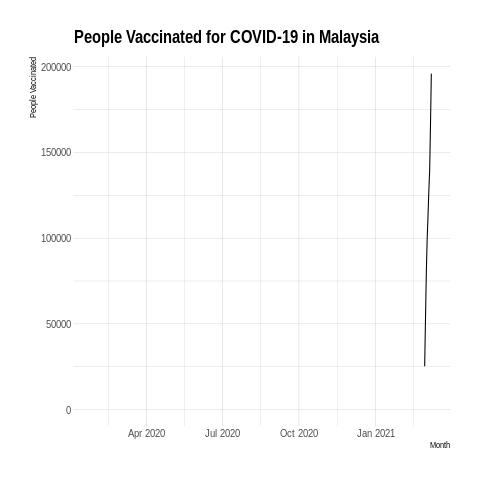 People Vaccinated for COVID-19 in Malaysia
People Vaccinated
200000
150000
100000
50000
0
Apr 2020 Jul 2020 Oct 2020 Jan 2021
Month